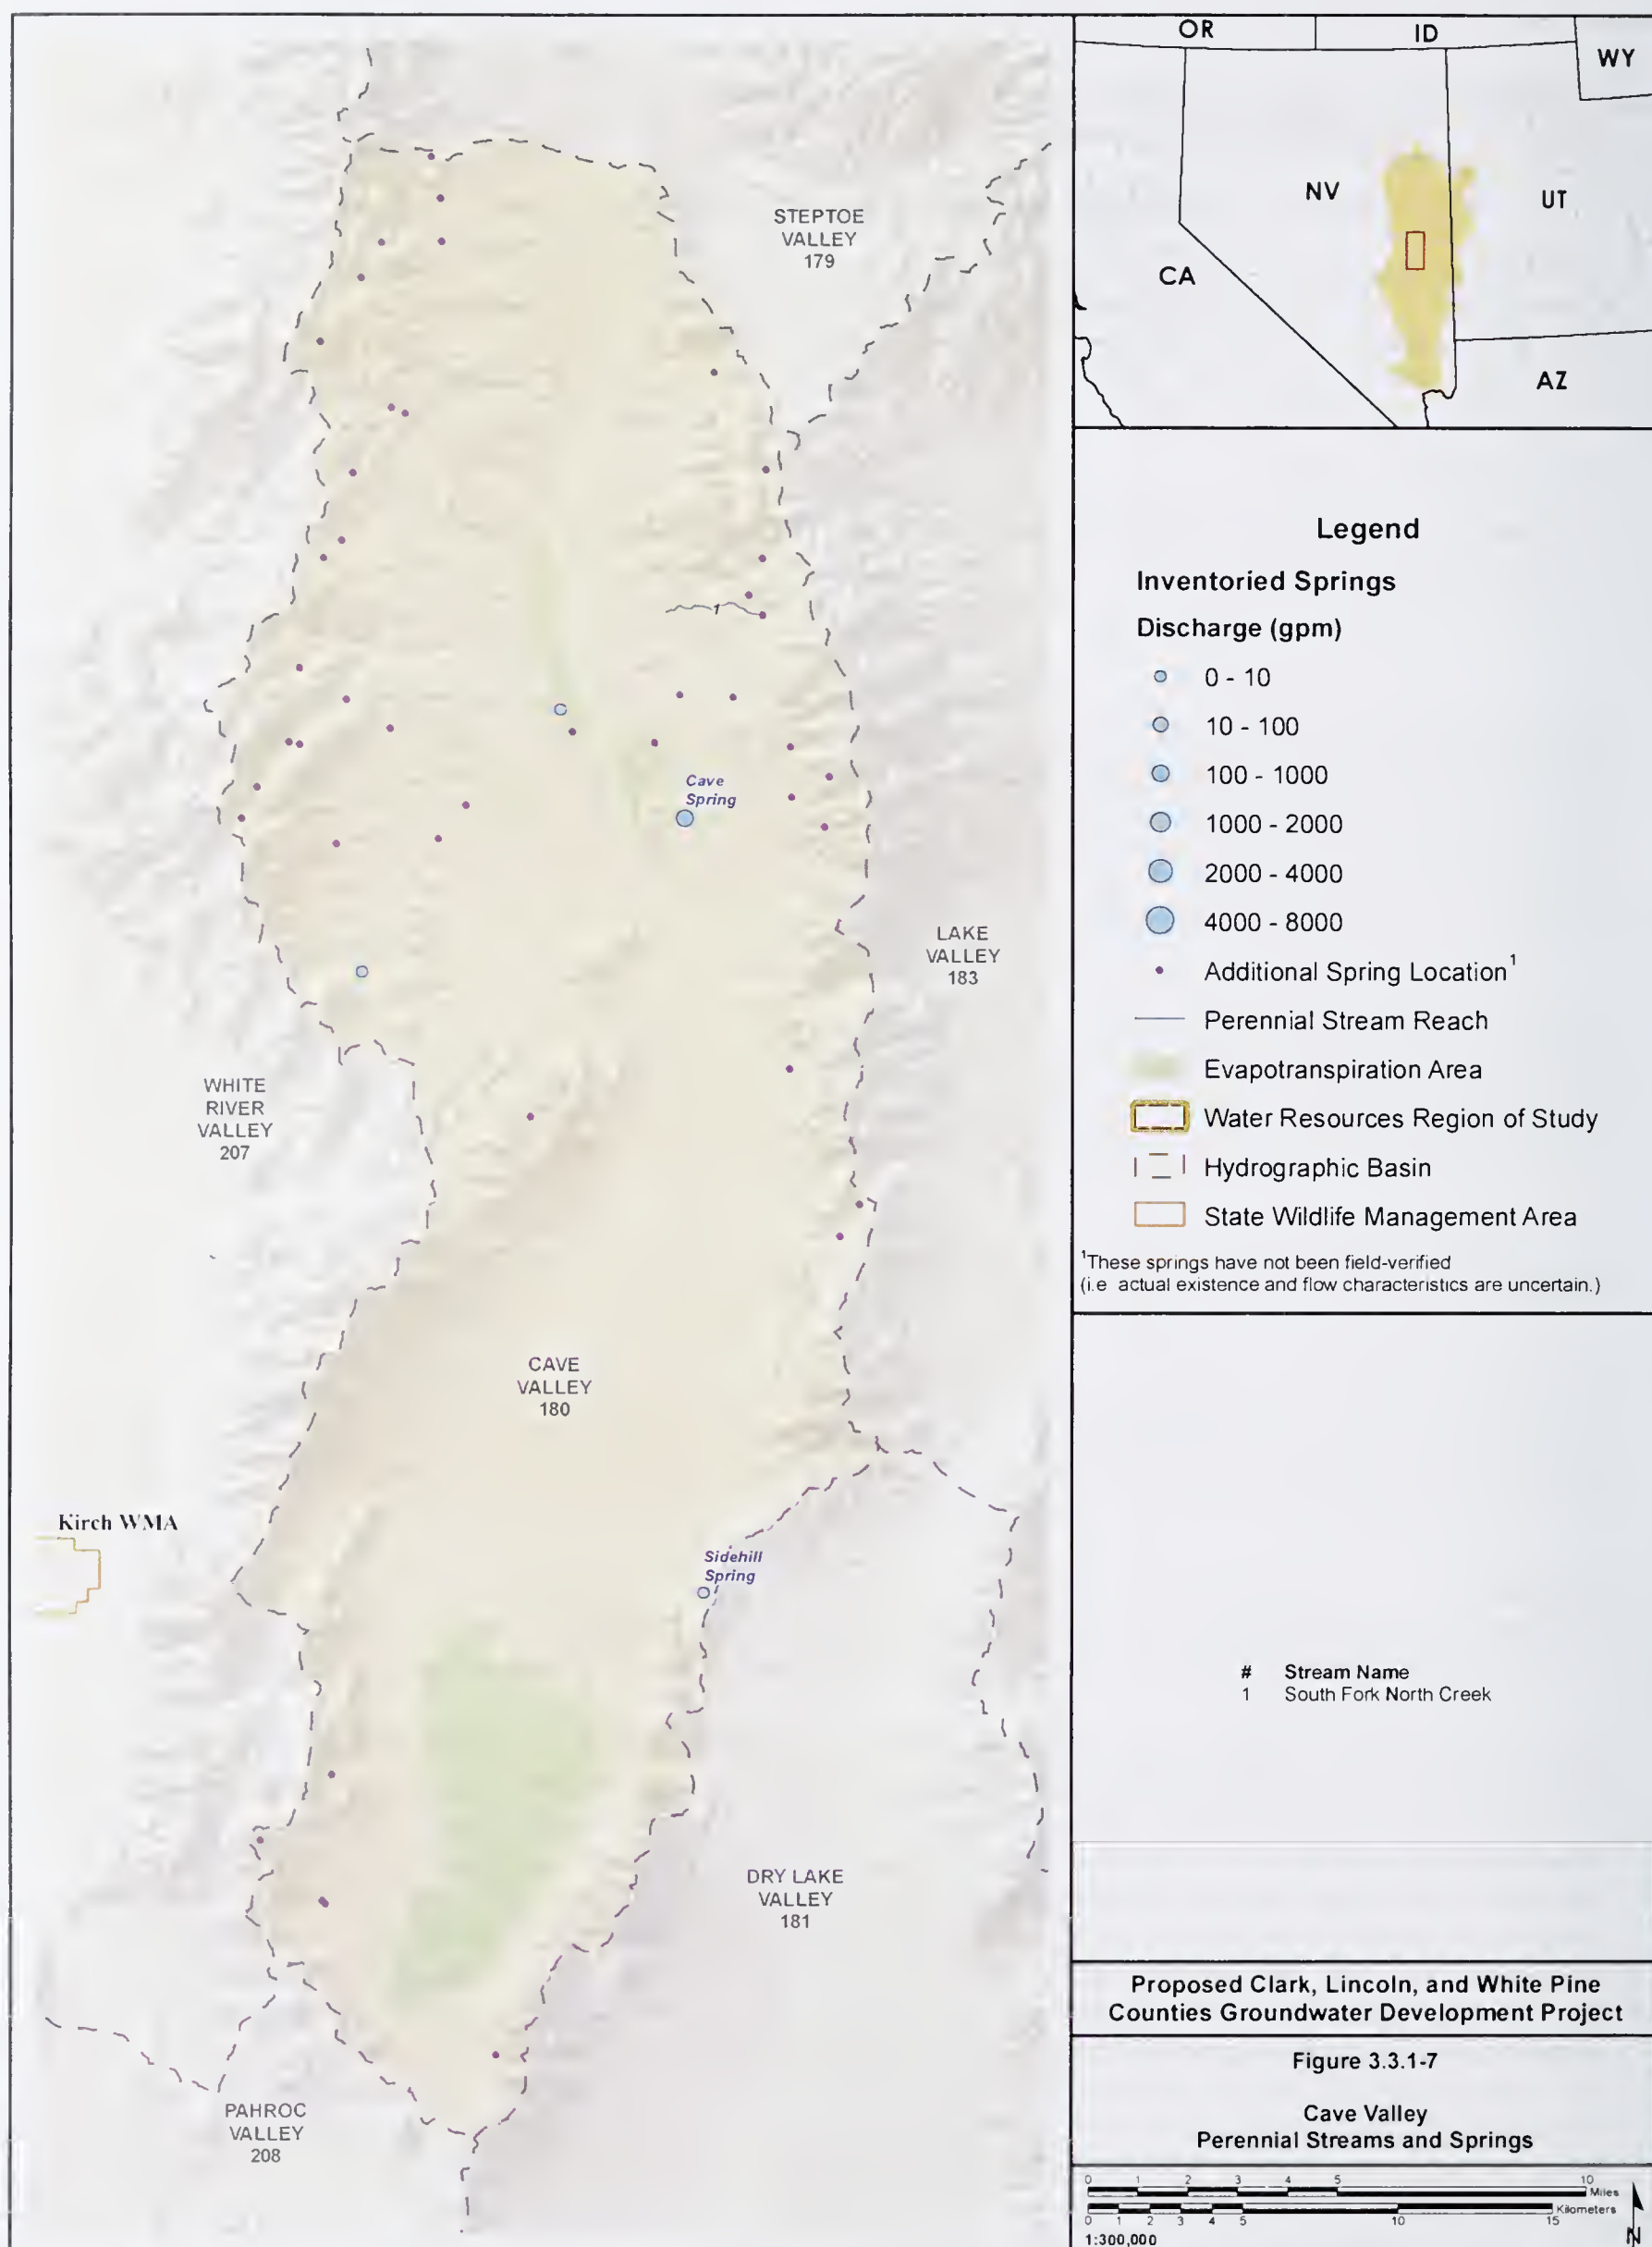 STEPTOE
VALLEY
179
1
Cave
Spring
LAKE
VALLEY
183
WHITE
RIVER
VALLEY
207
CAVE
VALLEY
180
Kirch WMA
Sidehill
Spring
DRY LAKE
VALLEY
181
PAHROC
VALLEY
208
OR
ID
WY
NV
UT
CA
AZ
Legend
Inventoried Springs
Discharge (gpm)
0 - 10
10 - 100
100 - 1000
1000 - 2000
2000 - 4000
4000 - 8000
Additional Spring Location1
Perennial Stream Reach
Evapotranspiration Area
Water Resources Region of Study
Hydrographic Basin
State Wildlife Management Area
1These springs have not been field-verified
(i.e actual existence and flow characteristics are uncertain.)
# Stream Name
1 South Fork North Creek
Proposed Clark, Lincoln, and White Pine
Counties Groundwater Development Project
Figure 3.3.1-7
Cave Valley
Perennial Streams and Springs
0 1 2 3 4 5 10
Miles
Kilometers
0 1 2 3 4 5 10 15
1:300,000
N